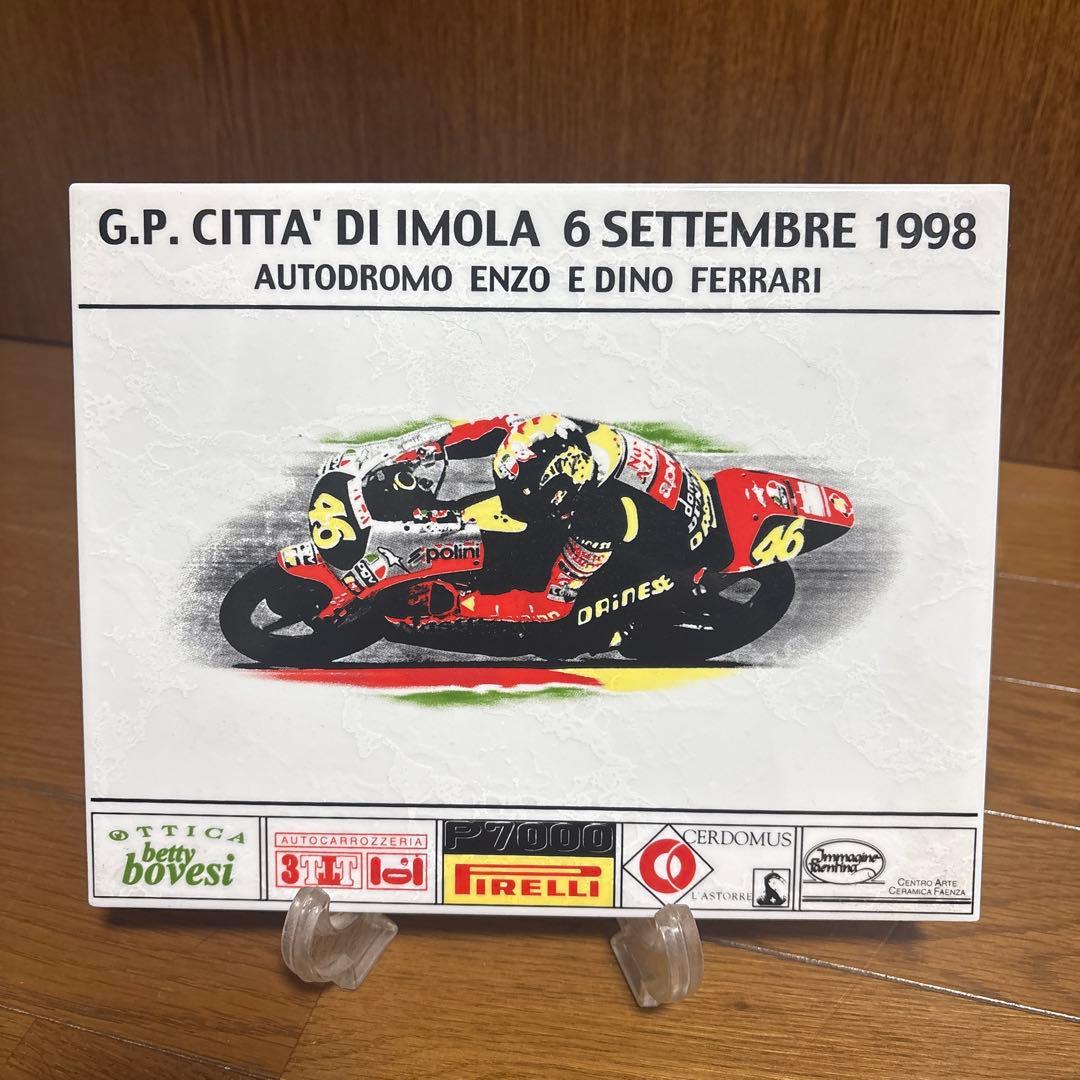 G.P. CITTA' DI IMOLA 6 SETTEMBRE 1998
AUTODROMO ENZO E DINO FERRARI
46
polini
DAINESE
46
OTTICA
betty
bovesi
AUTOCARROZZERIA
3TIT
P7000
PIRELLI
CERDOMUS
L'ASTORRE
Immagine
Faentina
CENTRO ARTE
CERAMICA FAENZA